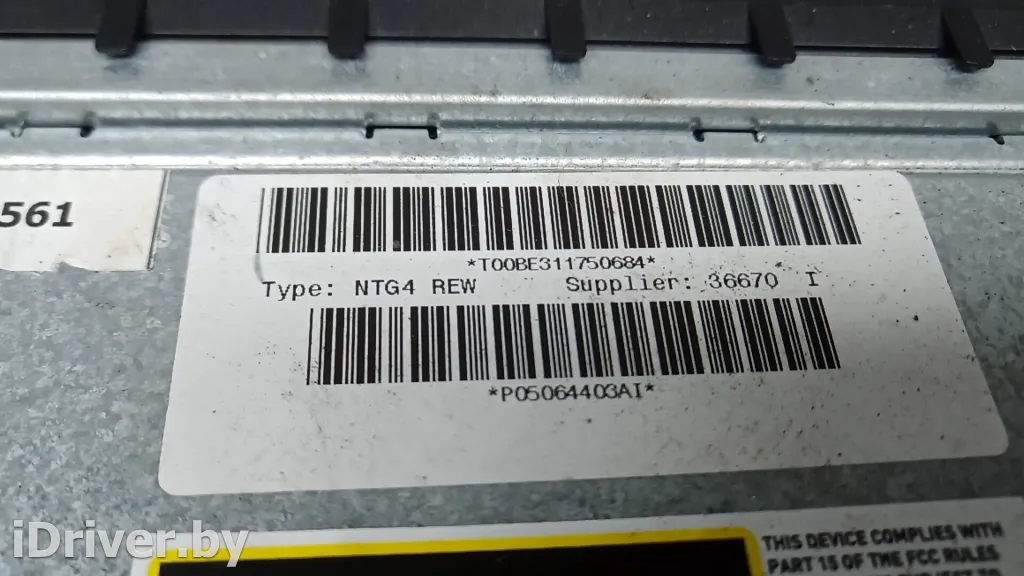 561
*T00BE311750684*
Type: NTG4 REW Supplier: 36670 I
*P05064403AI*
THIS DEVICE COMPLIES WITH
PART 15 OF THE FCC RULES
iDriver.by